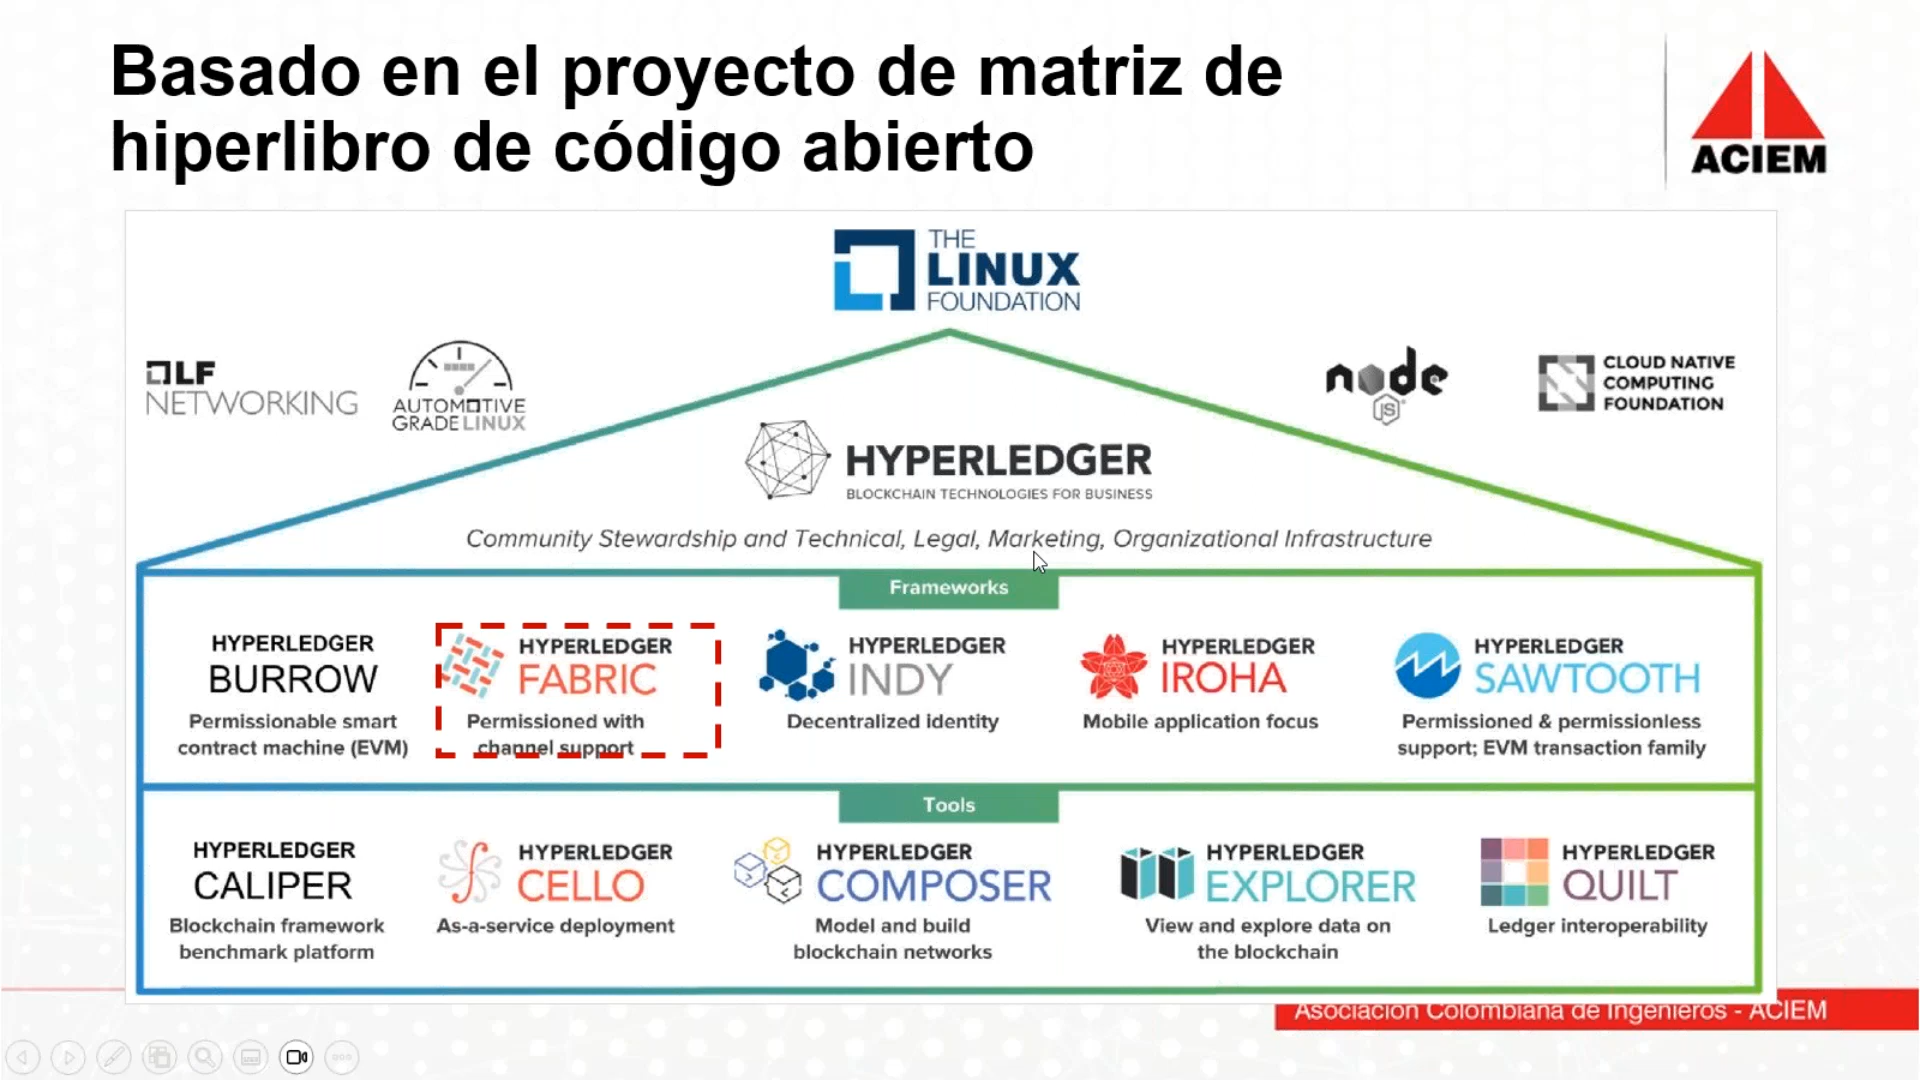 Basado en el proyecto de matriz de
hiperlibro de código abierto
ACIEM
THE
LINUX
FOUNDATION
LF
NETWORKING
AUTOMOTIVE
GRADE LINUX
node
JS
CLOUD NATIVE
COMPUTING
FOUNDATION
HYPERLEDGER
BLOCKCHAIN TECHNOLOGIES FOR BUSINESS
Community Stewardship and Technical, Legal, Marketing, Organizational Infrastructure
Frameworks
HYPERLEDGER
BURROW
Permissionable smart
contract machine (EVM)
HYPERLEDGER
FABRIC
Permissioned with
channel support
HYPERLEDGER
INDY
Decentralized identity
HYPERLEDGER
IROHA
Mobile application focus
HYPERLEDGER
SAWTOOTH
Permissioned & permissionless
support; EVM transaction family
Tools
HYPERLEDGER
CALIPER
Blockchain framework
benchmark platform
HYPERLEDGER
CELLO
As-a-service deployment
HYPERLEDGER
COMPOSER
Model and build
blockchain networks
HYPERLEDGER
EXPLORER
View and explore data on
the blockchain
HYPERLEDGER
QUILT
Ledger interoperability
Asociación Colombiana de Ingenieros - ACIEM